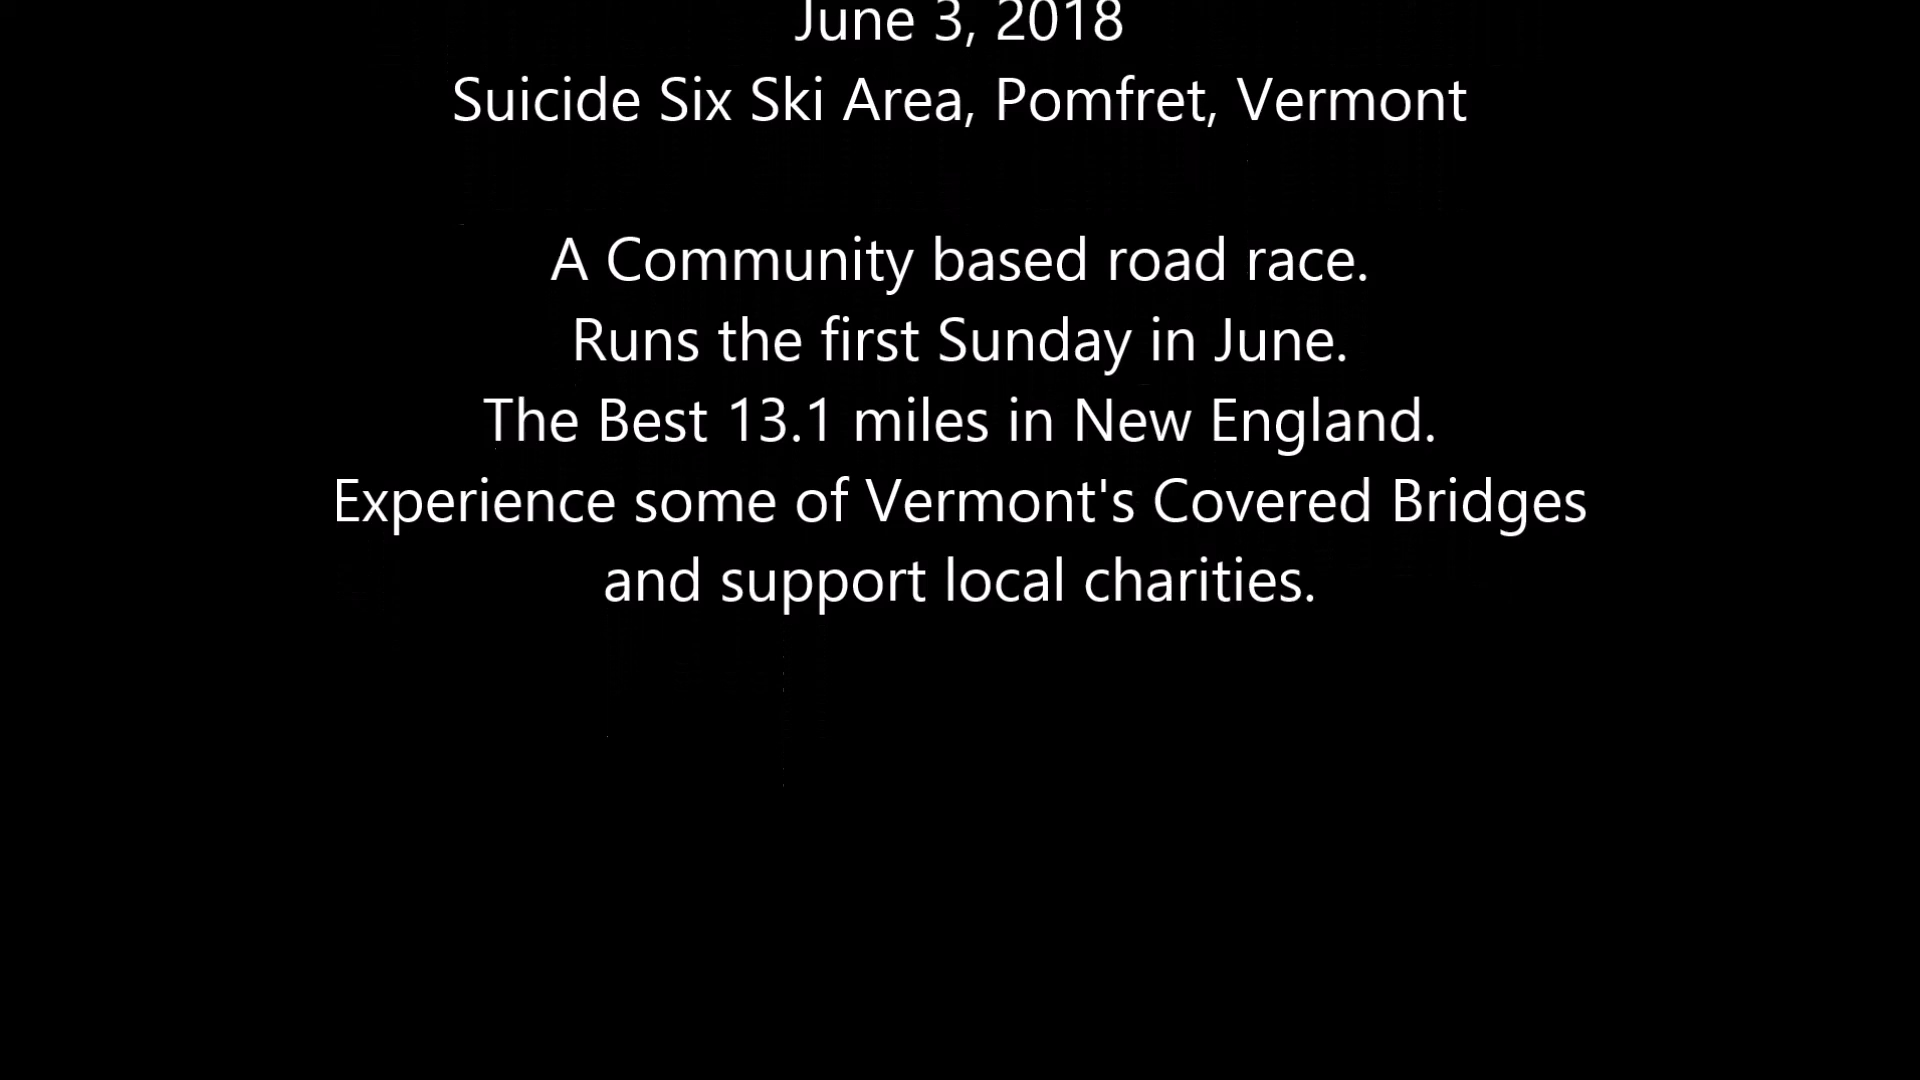 June 3, 2018
Suicide Six Ski Area, Pomfret, Vermont
A Community based road race.
Runs the first Sunday in June.
The Best 13.1 miles in New England.
Experience some of Vermont's Covered Bridges
and support local charities.